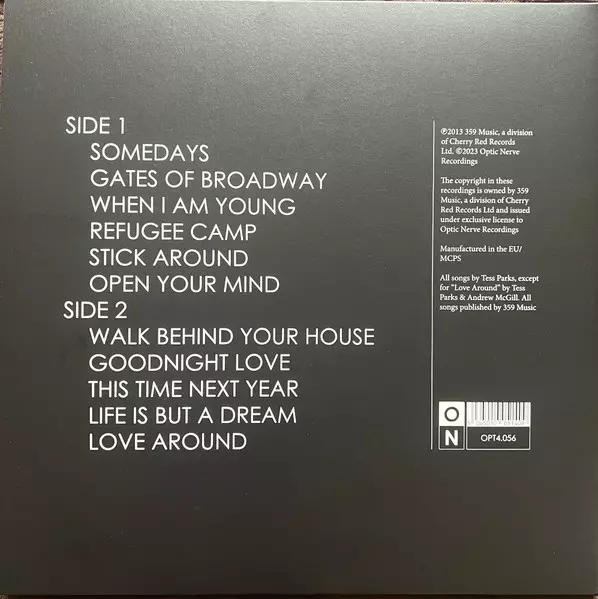 SIDE 1
SOMEDAYS
GATES OF BROADWAY
WHEN I AM YOUNG
REFUGEE CAMP
STICK AROUND
OPEN YOUR MIND
SIDE 2
WALK BEHIND YOUR HOUSE
GOODNIGHT LOVE
THIS TIME NEXT YEAR
LIFE IS BUT A DREAM
LOVE AROUND
℗2013 359 Music, a division
of Cherry Red Records
Ltd. ©2023 Optic Nerve
Recordings
The copyright in these
recordings is owned by 359
Music, a division of Cherry
Red Records Ltd and issued
under exclusive license to
Optic Nerve Recordings
Manufactured in the EU/
MCPS
All songs by Tess Parks, except
for "Love Around" by Tess
Parks & Andrew McGill. All
songs published by 359 Music
O
N
OPT4.056